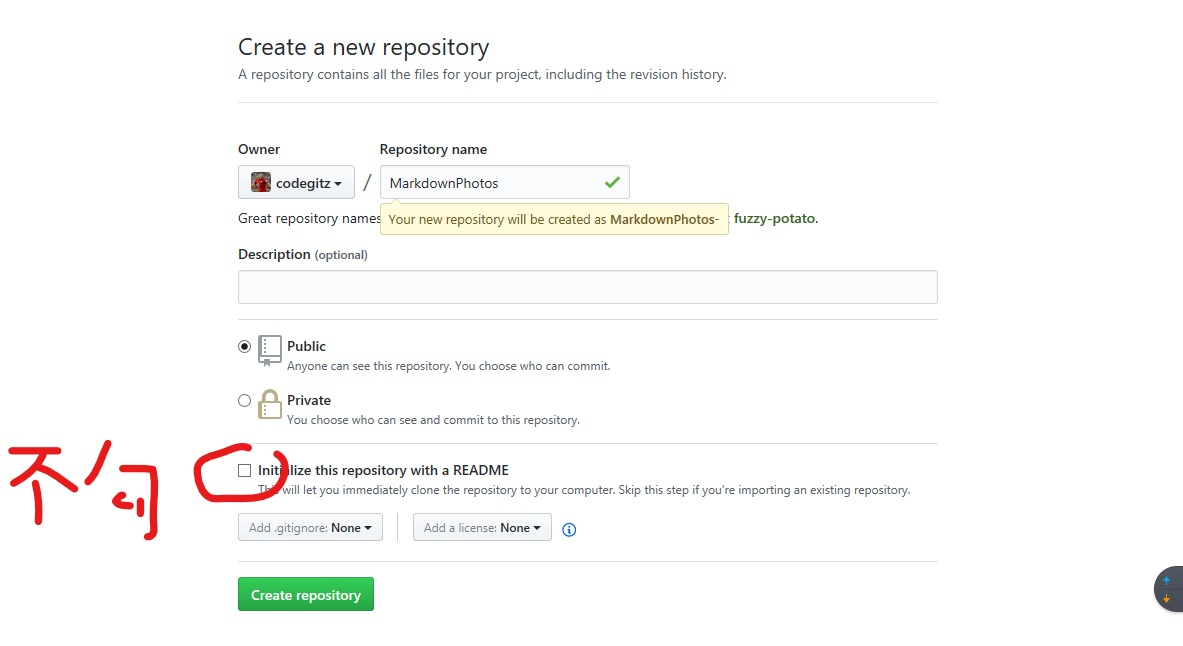 Create a new repository
A repository contains all the files for your project, including the revision history.
Owner Repository name
codegitz / MarkdownPhotos
Great repository names fuzzy-potato.
Your new repository will be created as MarkdownPhotos-
Description (optional)
Public
Anyone can see this repository. You choose who can commit.
Private
You choose who can see and commit to this repository.
不勾
Initialize this repository with a README
This will let you immediately clone the repository to your computer. Skip this step if you're importing an existing repository.
Add .gitignore: None Add a license: None
Create repository